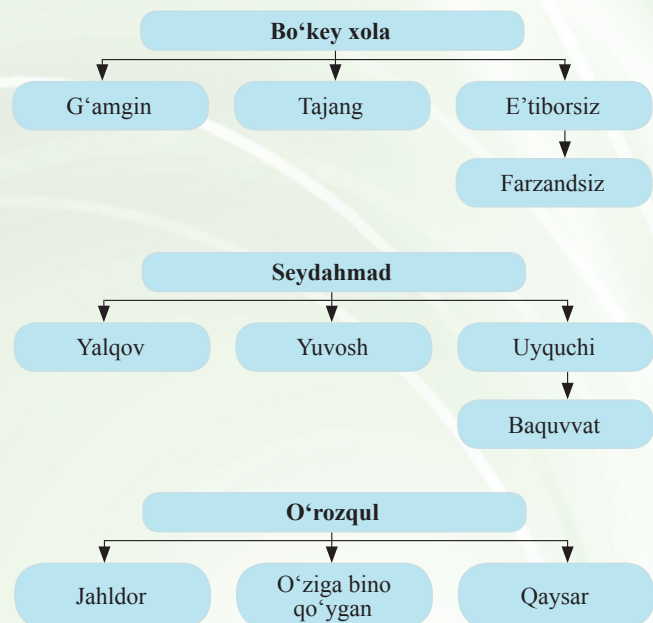 Bo‘key xola
G‘amgin Tajang E’tiborsiz
Farzandsiz
Seydahmad
Yalqov Yuvosh Uyquchi
Baquvvat
O‘rozqul
Jahldor O‘ziga bino qo‘ygan Qaysar